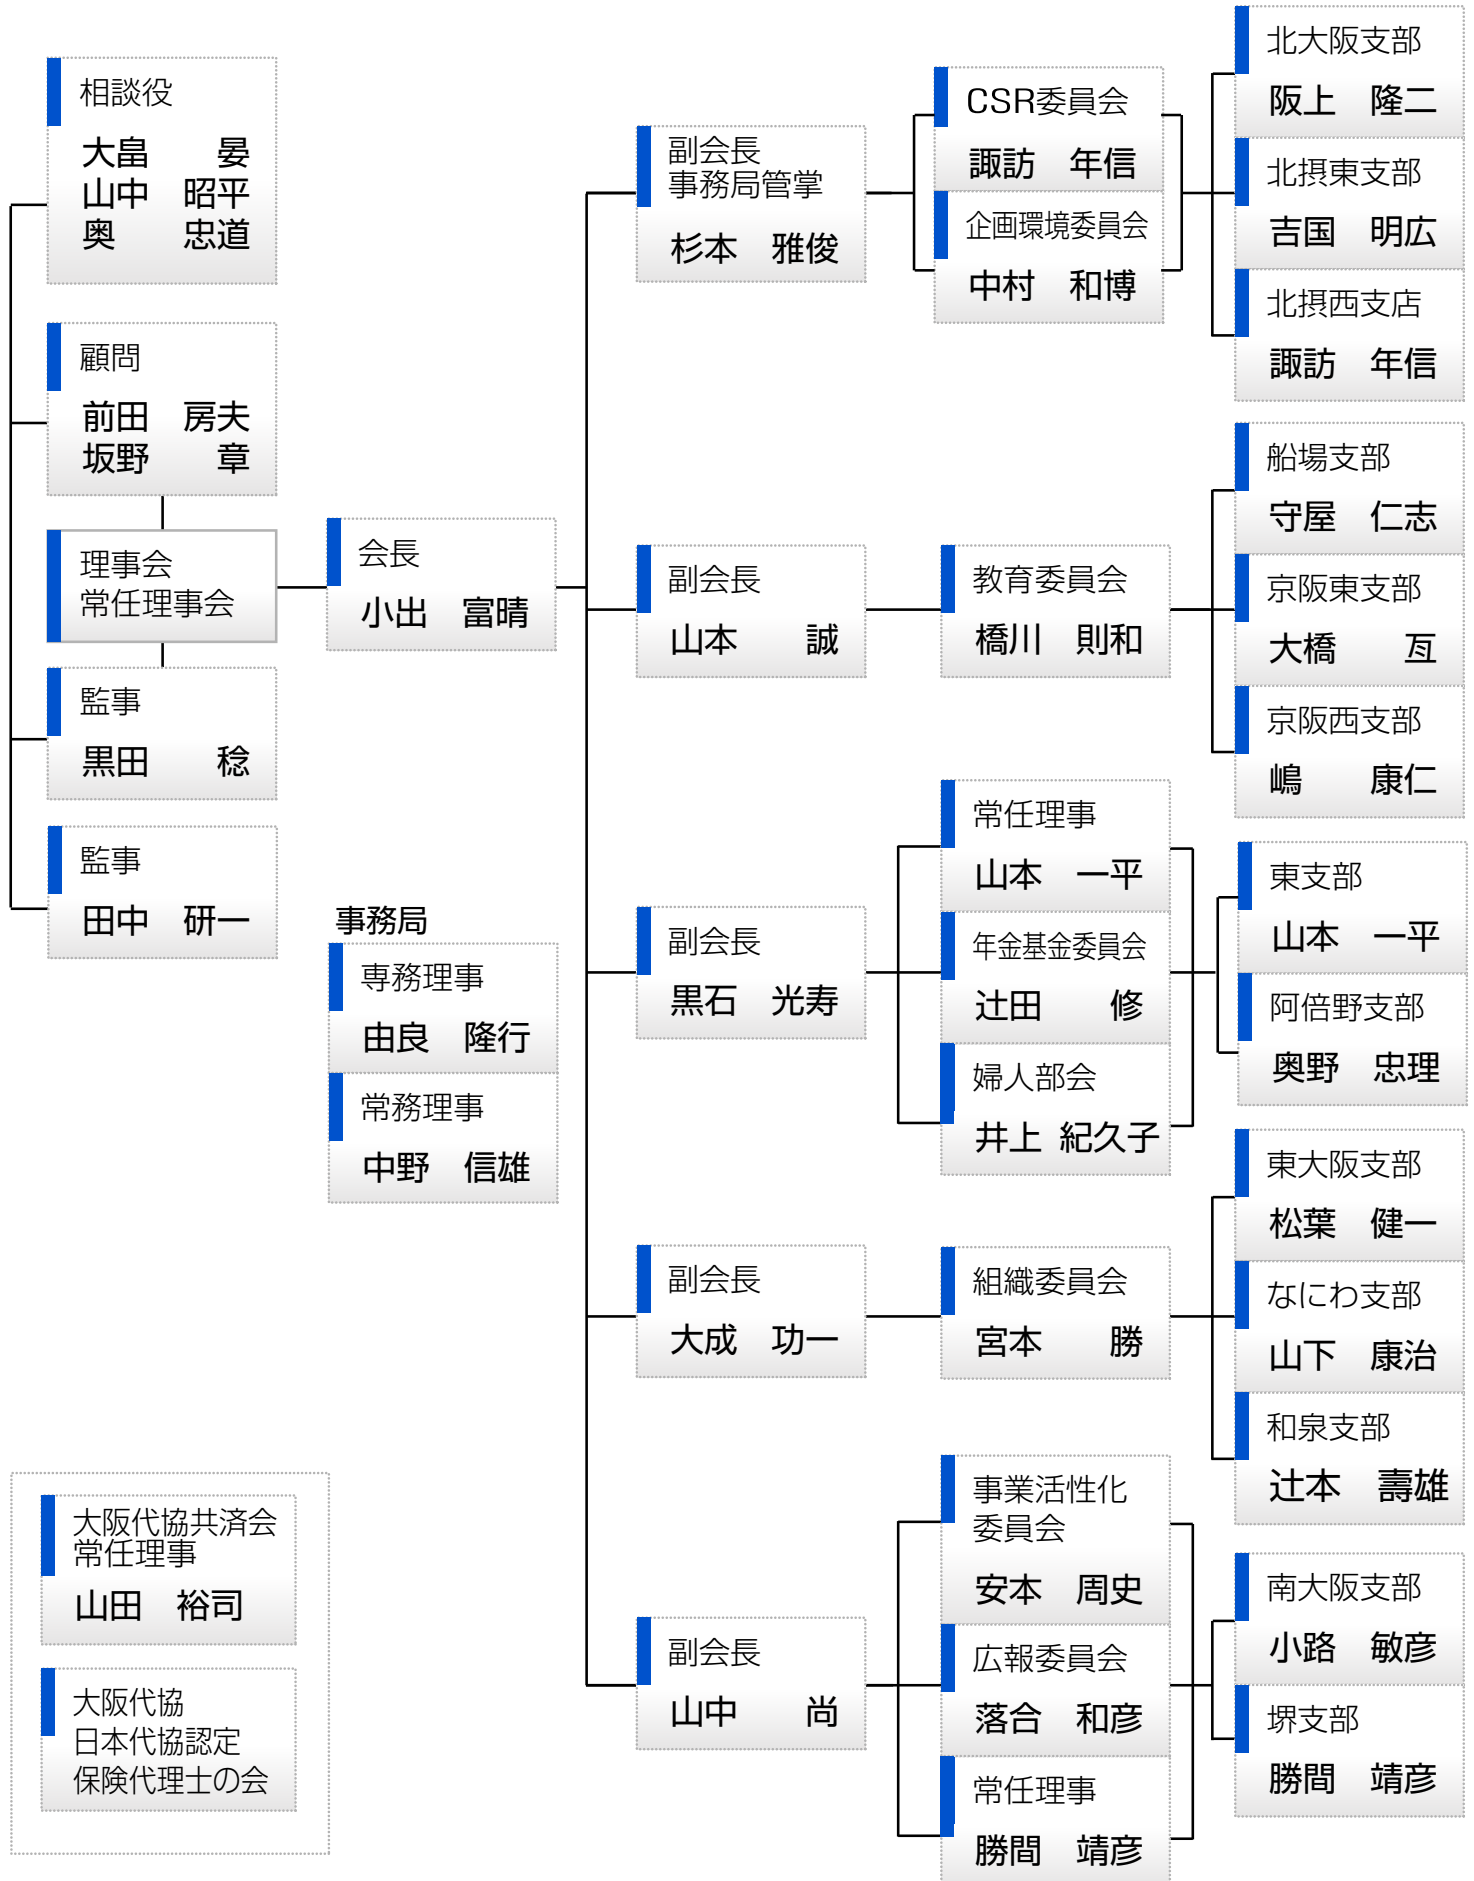 相談役
大畠　　晏
山中　昭平
奥　　忠道
顧問
前田　房夫
坂野　　章
理事会
常任理事会
監事
黒田　　稔
監事
田中　研一
会長
小出　富晴
事務局
専務理事
由良　隆行
常務理事
中野　信雄
副会長
事務局管掌
杉本　雅俊
CSR委員会
諏訪　年信
企画環境委員会
中村　和博
北大阪支部
阪上　隆二
北摂東支部
吉国　明広
北摂西支店
諏訪　年信
副会長
山本　　誠
教育委員会
橋川　則和
船場支部
守屋　仁志
京阪東支部
大橋　　亙
京阪西支部
嶋　　康仁
副会長
黒石　光寿
常任理事
山本　一平
年金基金委員会
辻田　　修
婦人部会
井上 紀久子
東支部
山本　一平
阿倍野支部
奥野　忠理
副会長
大成　功一
組織委員会
宮本　　勝
東大阪支部
松葉　健一
なにわ支部
山下　康治
和泉支部
辻本　壽雄
副会長
山中　　尚
事業活性化
委員会
安本　周史
広報委員会
落合　和彦
常任理事
勝間　靖彦
南大阪支部
小路　敏彦
堺支部
勝間　靖彦
大阪代協共済会
常任理事
山田　裕司
大阪代協
日本代協認定
保険代理士の会